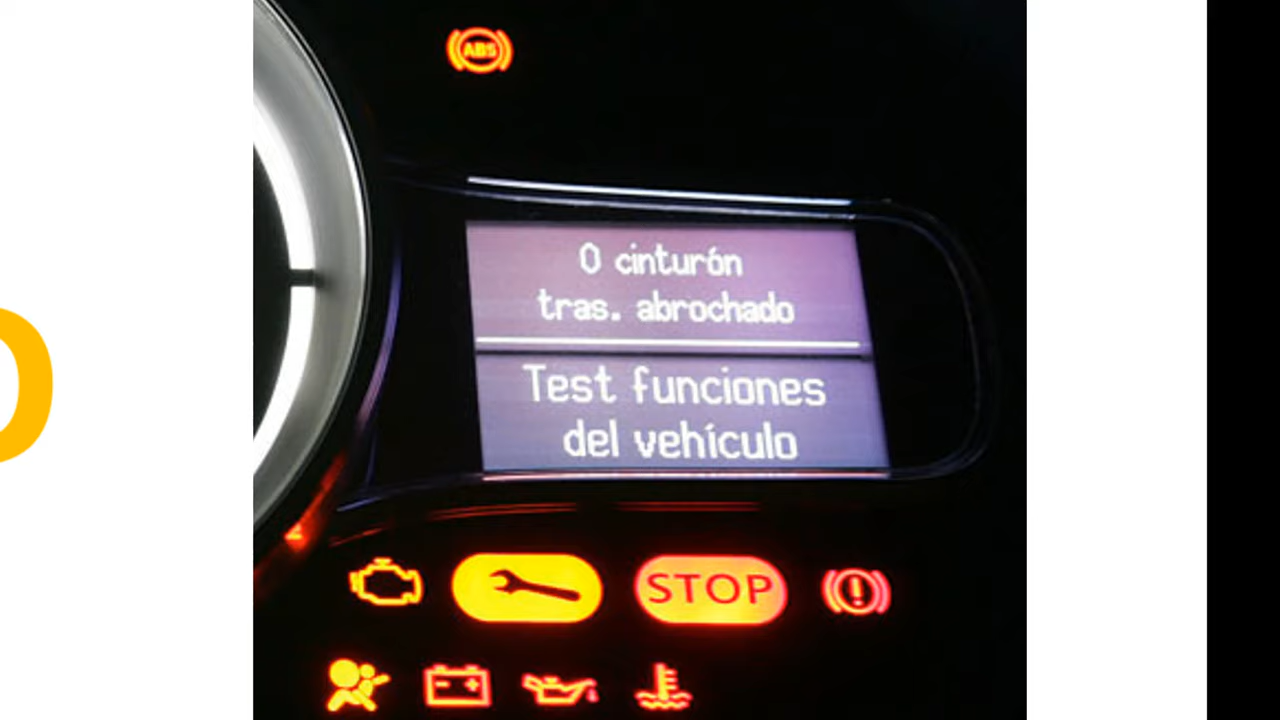 ABS
0 cinturón
tras. abrochado
Test funciones
del vehículo
STOP